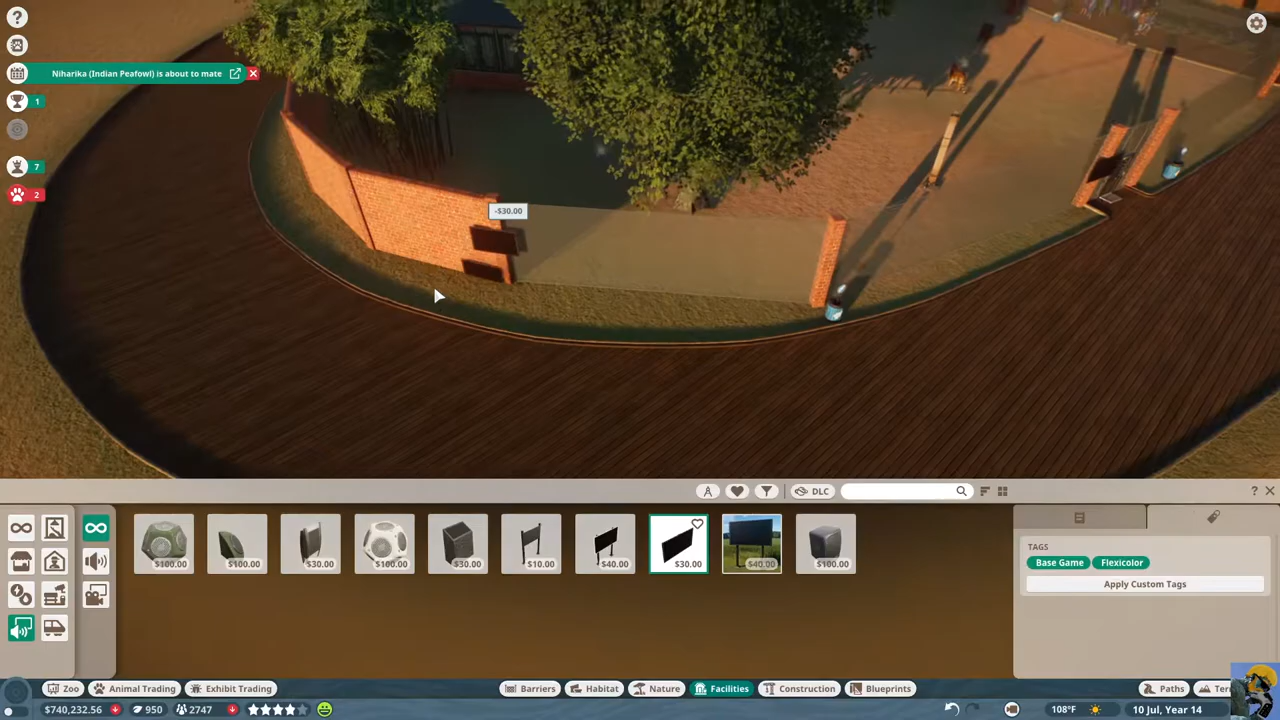 ?
Niharika (Indian Peafowl) is about to mate
1
7
2
-$30.00
DLC
?
$100.00
$100.00
$30.00
$100.00
$30.00
$10.00
$40.00
$30.00
$40.00
$100.00
TAGS
Base Game
Flexicolor
Apply Custom Tags
Zoo
Animal Trading
Exhibit Trading
Barriers
Habitat
Nature
Facilities
Construction
Blueprints
Paths
$740,232.56
950
2747
108°F
10 Jul, Year 14